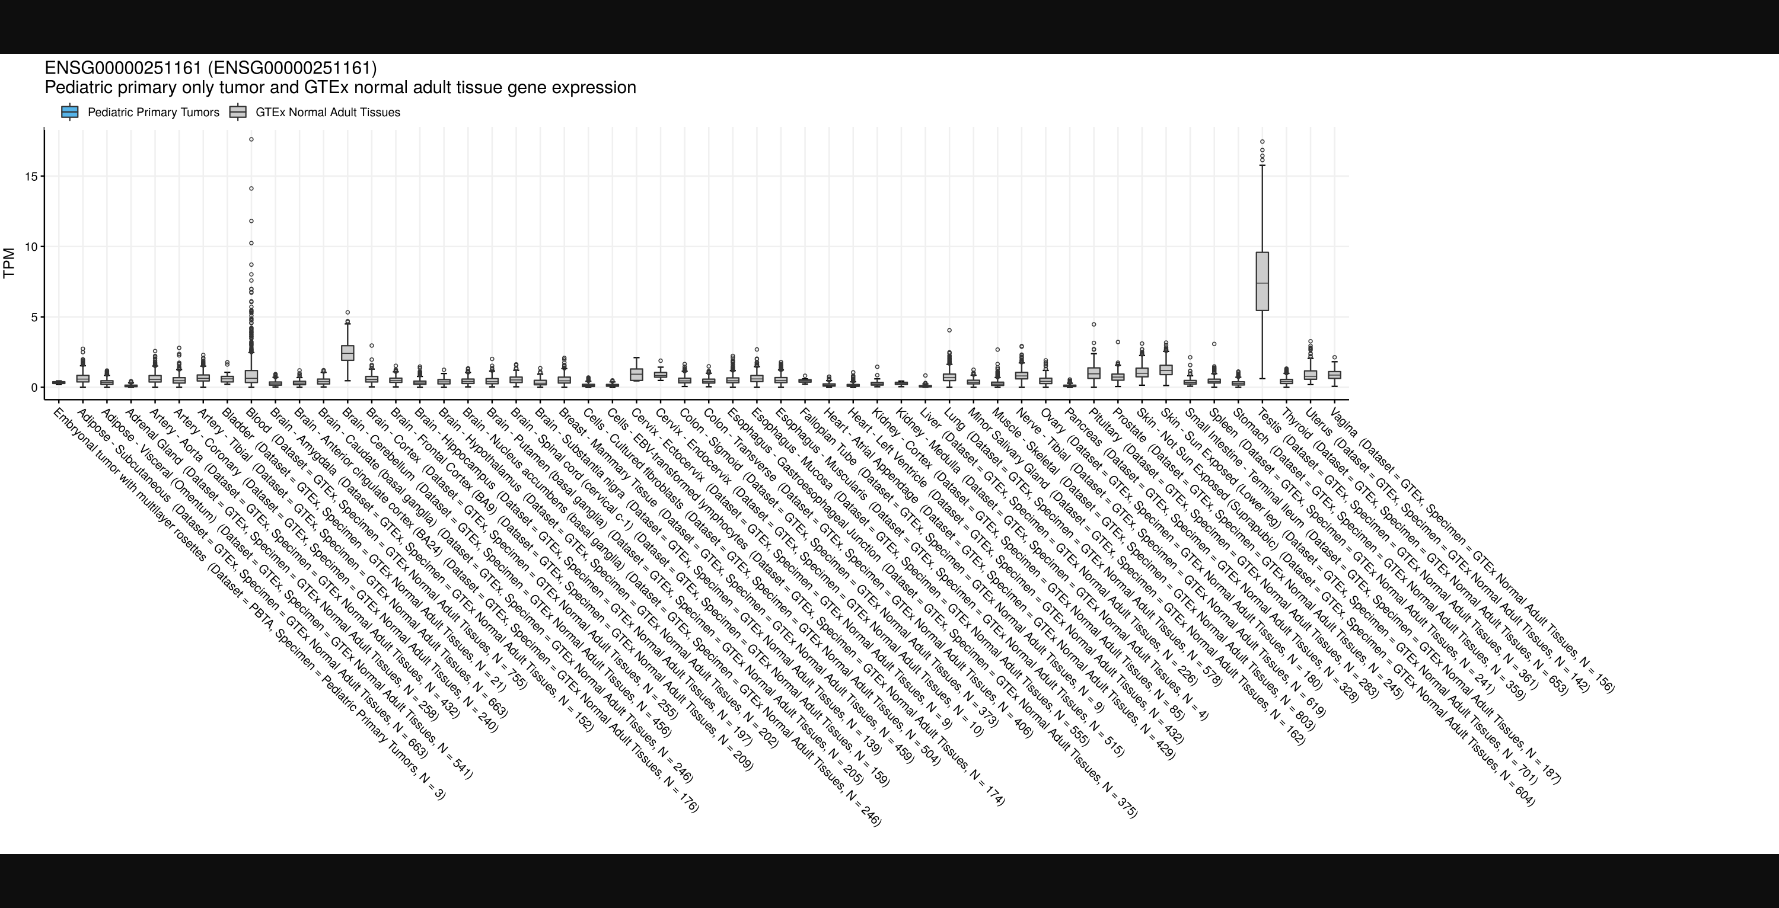 ENSG00000251161 (ENSG00000251161)
Pediatric primary only tumor and GTEx normal adult tissue gene expression
Pediatric Primary Tumors
GTEx Normal Adult Tissues
TPM
15
10
5
0
Embryonal tumor with multilayer rosettes  (Dataset = PBTA, Specimen = Pediatric Primary Tumors, N = 3)
Adipose - Subcutaneous  (Dataset = GTEx, Specimen = GTEx Normal Adult Tissues, N = 663)
Adipose - Visceral (Omentum)  (Dataset = GTEx, Specimen = GTEx Normal Adult Tissues, N = 541)
Adrenal Gland  (Dataset = GTEx, Specimen = GTEx Normal Adult Tissues, N = 258)
Artery - Aorta  (Dataset = GTEx, Specimen = GTEx Normal Adult Tissues, N = 432)
Artery - Coronary  (Dataset = GTEx, Specimen = GTEx Normal Adult Tissues, N = 240)
Artery - Tibial  (Dataset = GTEx, Specimen = GTEx Normal Adult Tissues, N = 663)
Bladder  (Dataset = GTEx, Specimen = GTEx Normal Adult Tissues, N = 21)
Blood  (Dataset = GTEx, Specimen = GTEx Normal Adult Tissues, N = 755)
Brain - Amygdala  (Dataset = GTEx, Specimen = GTEx Normal Adult Tissues, N = 152)
Brain - Anterior cingulate cortex (BA24)  (Dataset = GTEx, Specimen = GTEx Normal Adult Tissues, N = 176)
Brain - Caudate (basal ganglia)  (Dataset = GTEx, Specimen = GTEx Normal Adult Tissues, N = 246)
Brain - Cerebellum  (Dataset = GTEx, Specimen = GTEx Normal Adult Tissues, N = 456)
Brain - Cortex  (Dataset = GTEx, Specimen = GTEx Normal Adult Tissues, N = 255)
Brain - Frontal Cortex (BA9)  (Dataset = GTEx, Specimen = GTEx Normal Adult Tissues, N = 209)
Brain - Hippocampus  (Dataset = GTEx, Specimen = GTEx Normal Adult Tissues, N = 197)
Brain - Hypothalamus  (Dataset = GTEx, Specimen = GTEx Normal Adult Tissues, N = 202)
Brain - Nucleus accumbens (basal ganglia)  (Dataset = GTEx, Specimen = GTEx Normal Adult Tissues, N = 246)
Brain - Putamen (basal ganglia)  (Dataset = GTEx, Specimen = GTEx Normal Adult Tissues, N = 205)
Brain - Spinal cord (cervical c-1)  (Dataset = GTEx, Specimen = GTEx Normal Adult Tissues, N = 159)
Brain - Substantia nigra  (Dataset = GTEx, Specimen = GTEx Normal Adult Tissues, N = 139)
Breast - Mammary Tissue  (Dataset = GTEx, Specimen = GTEx Normal Adult Tissues, N = 459)
Cells - Cultured fibroblasts  (Dataset = GTEx, Specimen = GTEx Normal Adult Tissues, N = 504)
Cells - EBV-transformed lymphocytes  (Dataset = GTEx, Specimen = GTEx Normal Adult Tissues, N = 174)
Cervix - Ectocervix  (Dataset = GTEx, Specimen = GTEx Normal Adult Tissues, N = 9)
Cervix - Endocervix  (Dataset = GTEx, Specimen = GTEx Normal Adult Tissues, N = 10)
Colon - Sigmoid  (Dataset = GTEx, Specimen = GTEx Normal Adult Tissues, N = 373)
Colon - Transverse  (Dataset = GTEx, Specimen = GTEx Normal Adult Tissues, N = 406)
Esophagus - Gastroesophageal Junction  (Dataset = GTEx, Specimen = GTEx Normal Adult Tissues, N = 375)
Esophagus - Mucosa  (Dataset = GTEx, Specimen = GTEx Normal Adult Tissues, N = 555)
Esophagus - Muscularis  (Dataset = GTEx, Specimen = GTEx Normal Adult Tissues, N = 515)
Fallopian Tube  (Dataset = GTEx, Specimen = GTEx Normal Adult Tissues, N = 9)
Heart - Atrial Appendage  (Dataset = GTEx, Specimen = GTEx Normal Adult Tissues, N = 429)
Heart - Left Ventricle  (Dataset = GTEx, Specimen = GTEx Normal Adult Tissues, N = 432)
Kidney - Cortex  (Dataset = GTEx, Specimen = GTEx Normal Adult Tissues, N = 85)
Kidney - Medulla  (Dataset = GTEx, Specimen = GTEx Normal Adult Tissues, N = 4)
Liver  (Dataset = GTEx, Specimen = GTEx Normal Adult Tissues, N = 226)
Lung  (Dataset = GTEx, Specimen = GTEx Normal Adult Tissues, N = 578)
Minor Salivary Gland  (Dataset = GTEx, Specimen = GTEx Normal Adult Tissues, N = 162)
Muscle - Skeletal  (Dataset = GTEx, Specimen = GTEx Normal Adult Tissues, N = 803)
Nerve - Tibial  (Dataset = GTEx, Specimen = GTEx Normal Adult Tissues, N = 619)
Ovary  (Dataset = GTEx, Specimen = GTEx Normal Adult Tissues, N = 180)
Pancreas  (Dataset = GTEx, Specimen = GTEx Normal Adult Tissues, N = 328)
Pituitary  (Dataset = GTEx, Specimen = GTEx Normal Adult Tissues, N = 283)
Prostate  (Dataset = GTEx, Specimen = GTEx Normal Adult Tissues, N = 245)
Skin - Not Sun Exposed (Suprapubic)  (Dataset = GTEx, Specimen = GTEx Normal Adult Tissues, N = 604)
Skin - Sun Exposed (Lower leg)  (Dataset = GTEx, Specimen = GTEx Normal Adult Tissues, N = 701)
Small Intestine - Terminal Ileum  (Dataset = GTEx, Specimen = GTEx Normal Adult Tissues, N = 187)
Spleen  (Dataset = GTEx, Specimen = GTEx Normal Adult Tissues, N = 241)
Stomach  (Dataset = GTEx, Specimen = GTEx Normal Adult Tissues, N = 359)
Testis  (Dataset = GTEx, Specimen = GTEx Normal Adult Tissues, N = 361)
Thyroid  (Dataset = GTEx, Specimen = GTEx Normal Adult Tissues, N = 653)
Uterus  (Dataset = GTEx, Specimen = GTEx Normal Adult Tissues, N = 142)
Vagina  (Dataset = GTEx, Specimen = GTEx Normal Adult Tissues, N = 156)